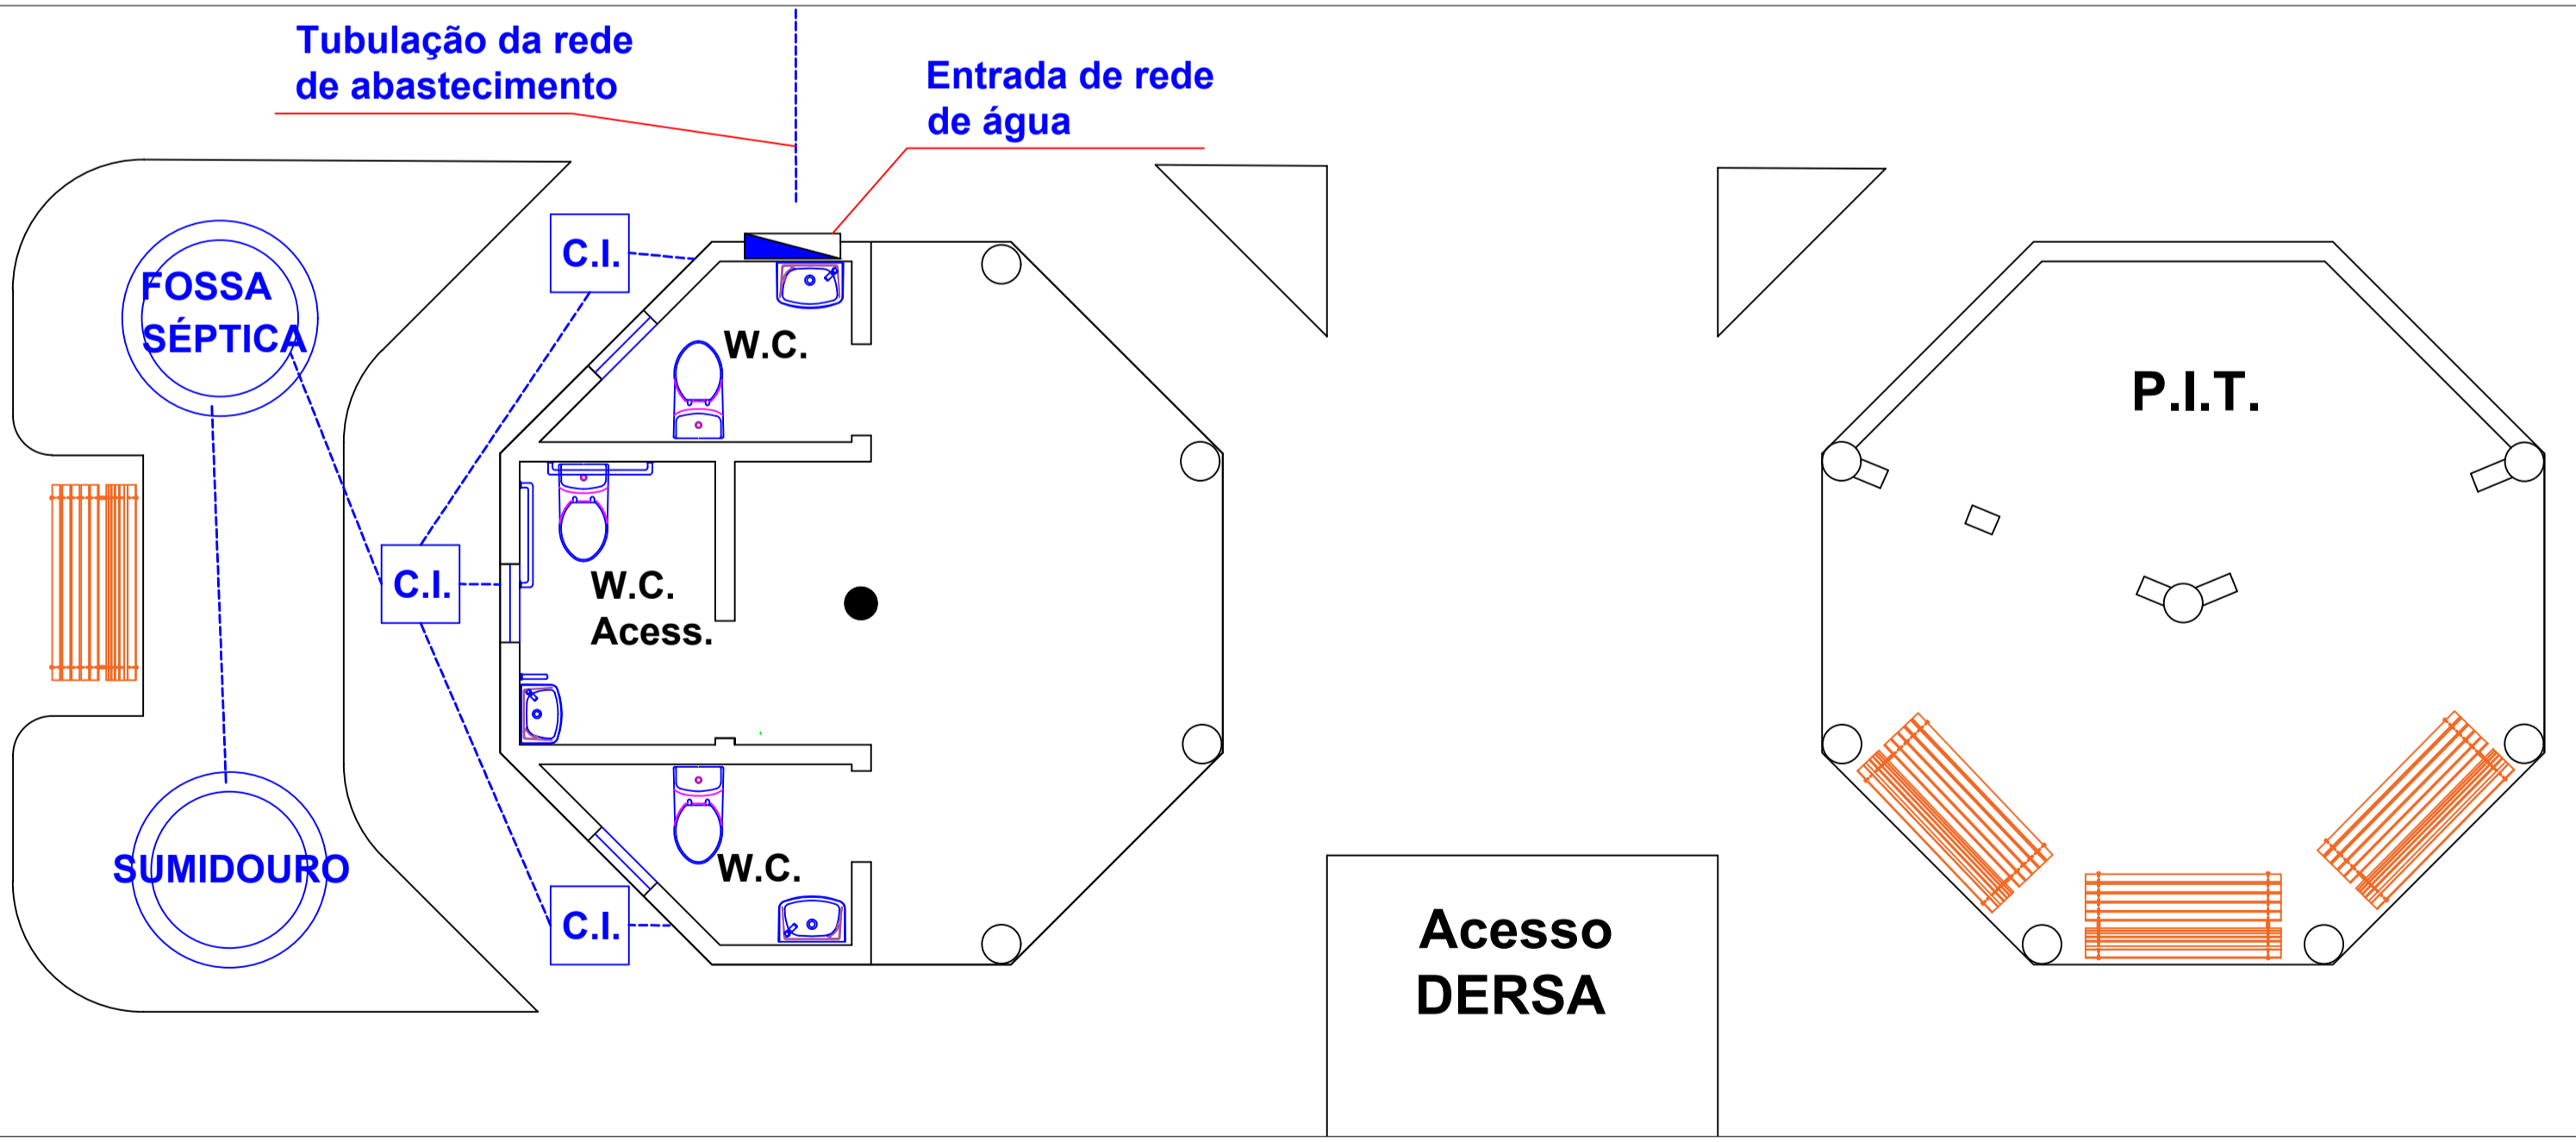 Tubulação da rede
de abastecimento
Entrada de rede
de água
C.I.
FOSSA
SÉPTICA
W.C.
P.I.T.
C.I.
W.C.
Acess.
SUMIDOURO
W.C.
C.I.
Acesso
DERSA